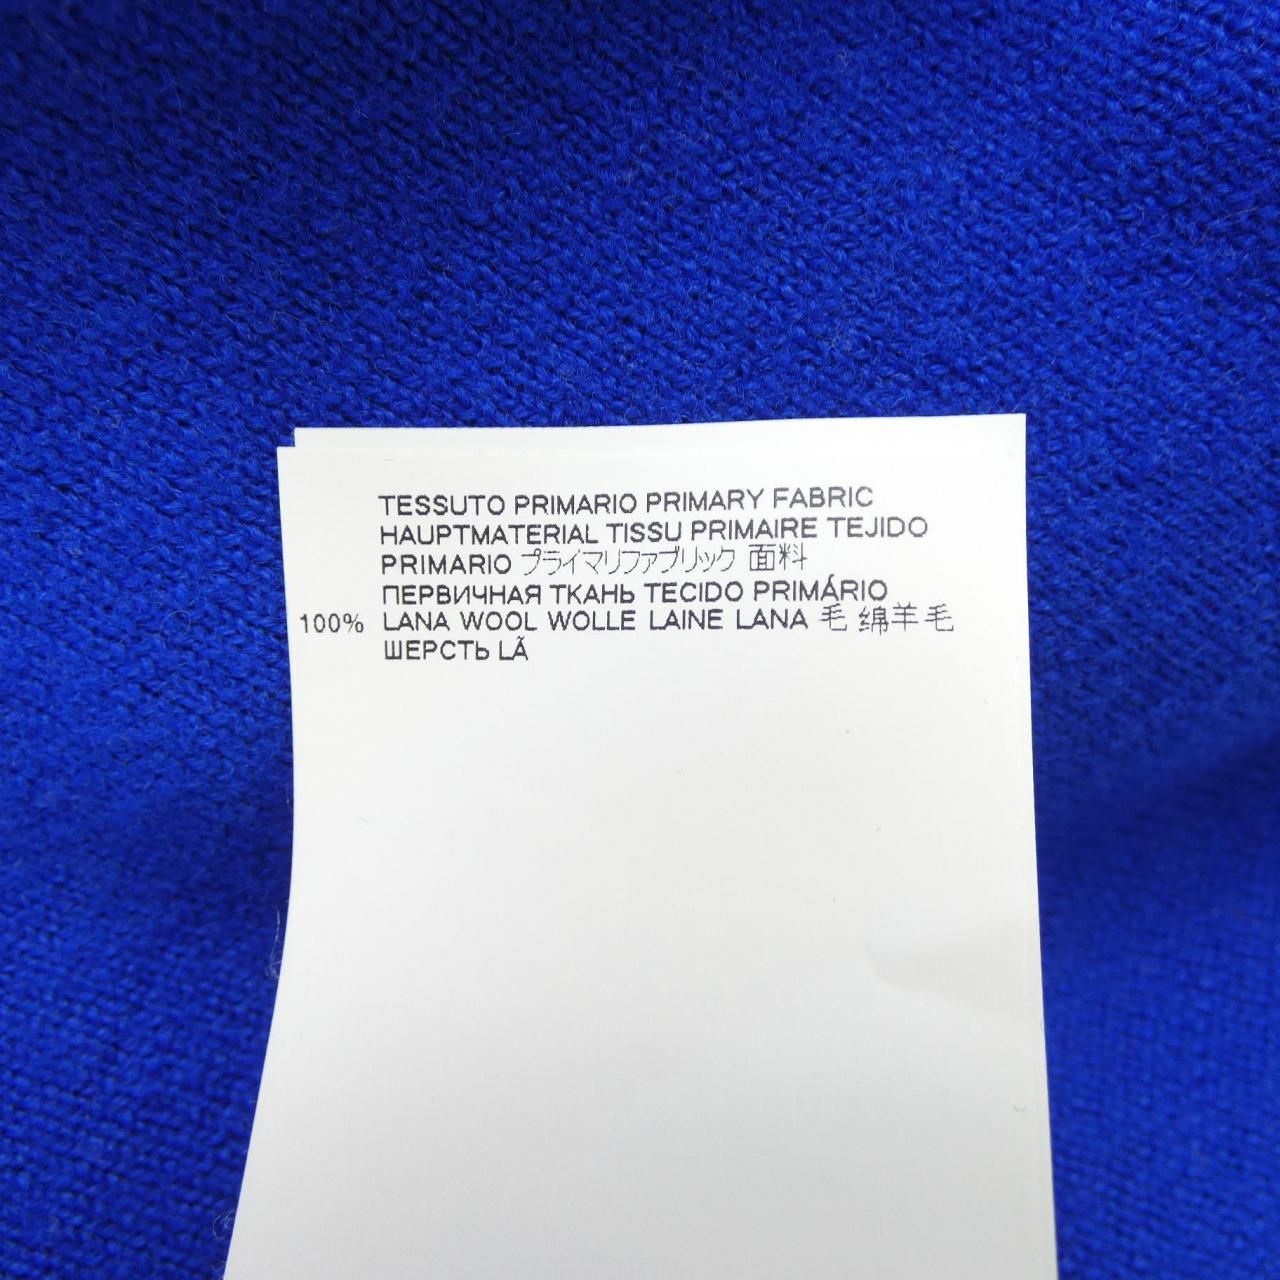 TESSUTO PRIMARIO PRIMARY FABRIC
HAUPTMATERIAL TISSU PRIMAIRE TEJIDO
PRIMARIO プライマリファブリック 面料
ПЕРВИЧНАЯ ТКАНЬ TECIDO PRIMÁRIO
100% LANA WOOL WOLLE LAINE LANA 毛 绵羊毛
ШЕРСТЬ LÃ